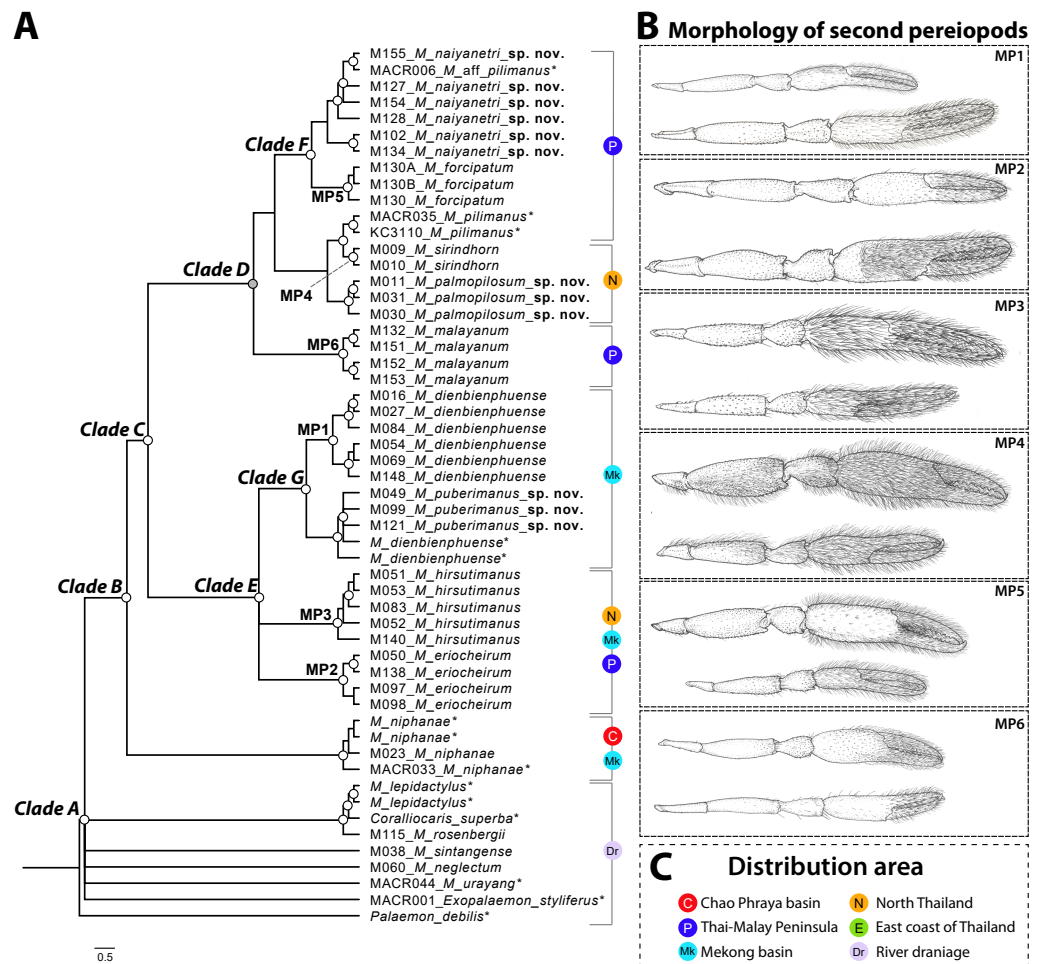 A
M155_M_naiyanetri_sp. nov.
MACR006_M_aff_pilimanus*
M127_M_naiyanetri_sp. nov.
M154_M_naiyanetri_sp. nov.
M128_M_naiyanetri_sp. nov.
M102_M_naiyanetri_sp. nov.
M134_M_naiyanetri_sp. nov.
Clade F
P
M130A_M_forcipatum
M130B_M_forcipatum
M130_M_forcipatum
MP5
MACR035_M_pilimanus*
KC3110_M_pilimanus*
M009_M_sirindhorn
M010_M_sirindhorn
Clade D
MP4
M011_M_palmopilosum_sp. nov.
M031_M_palmopilosum_sp. nov.
M030_M_palmopilosum_sp. nov.
N
M132_M_malayanum
M151_M_malayanum
M152_M_malayanum
M153_M_malayanum
MP6
P
M016_M_dienbienphuense
M027_M_dienbienphuense
M084_M_dienbienphuense
M054_M_dienbienphuense
M069_M_dienbienphuense
M148_M_dienbienphuense
Clade C
MP1
Clade G
Mk
M049_M_puberimanus_sp. nov.
M099_M_puberimanus_sp. nov.
M121_M_puberimanus_sp. nov.
M_dienbienphuense*
M_dienbienphuense*
M051_M_hirsutimanus
M053_M_hirsutimanus
M083_M_hirsutimanus
M052_M_hirsutimanus
M140_M_hirsutimanus
Clade B
Clade E
MP3
N
Mk
P
M050_M_eriocheirum
M138_M_eriocheirum
M097_M_eriocheirum
M098_M_eriocheirum
MP2
M_niphanae*
M_niphanae*
M023_M_niphanae
MACR033_M_niphanae*
C
Mk
M_lepidactylus*
M_lepidactylus*
Coralliocaris_superba*
M115_M_rosenbergii
Clade A
M038_M_sintangense
M060_M_neglectum
MACR044_M_urayang*
MACR001_Exopalaemon_styliferus*
Palaemon_debilis*
Dr
0.5
B Morphology of second pereiopods
MP1
MP2
MP3
MP4
MP5
MP6
C Distribution area
C Chao Phraya basin
P Thai-Malay Peninsula
Mk Mekong basin
N North Thailand
E East coast of Thailand
Dr River draniage